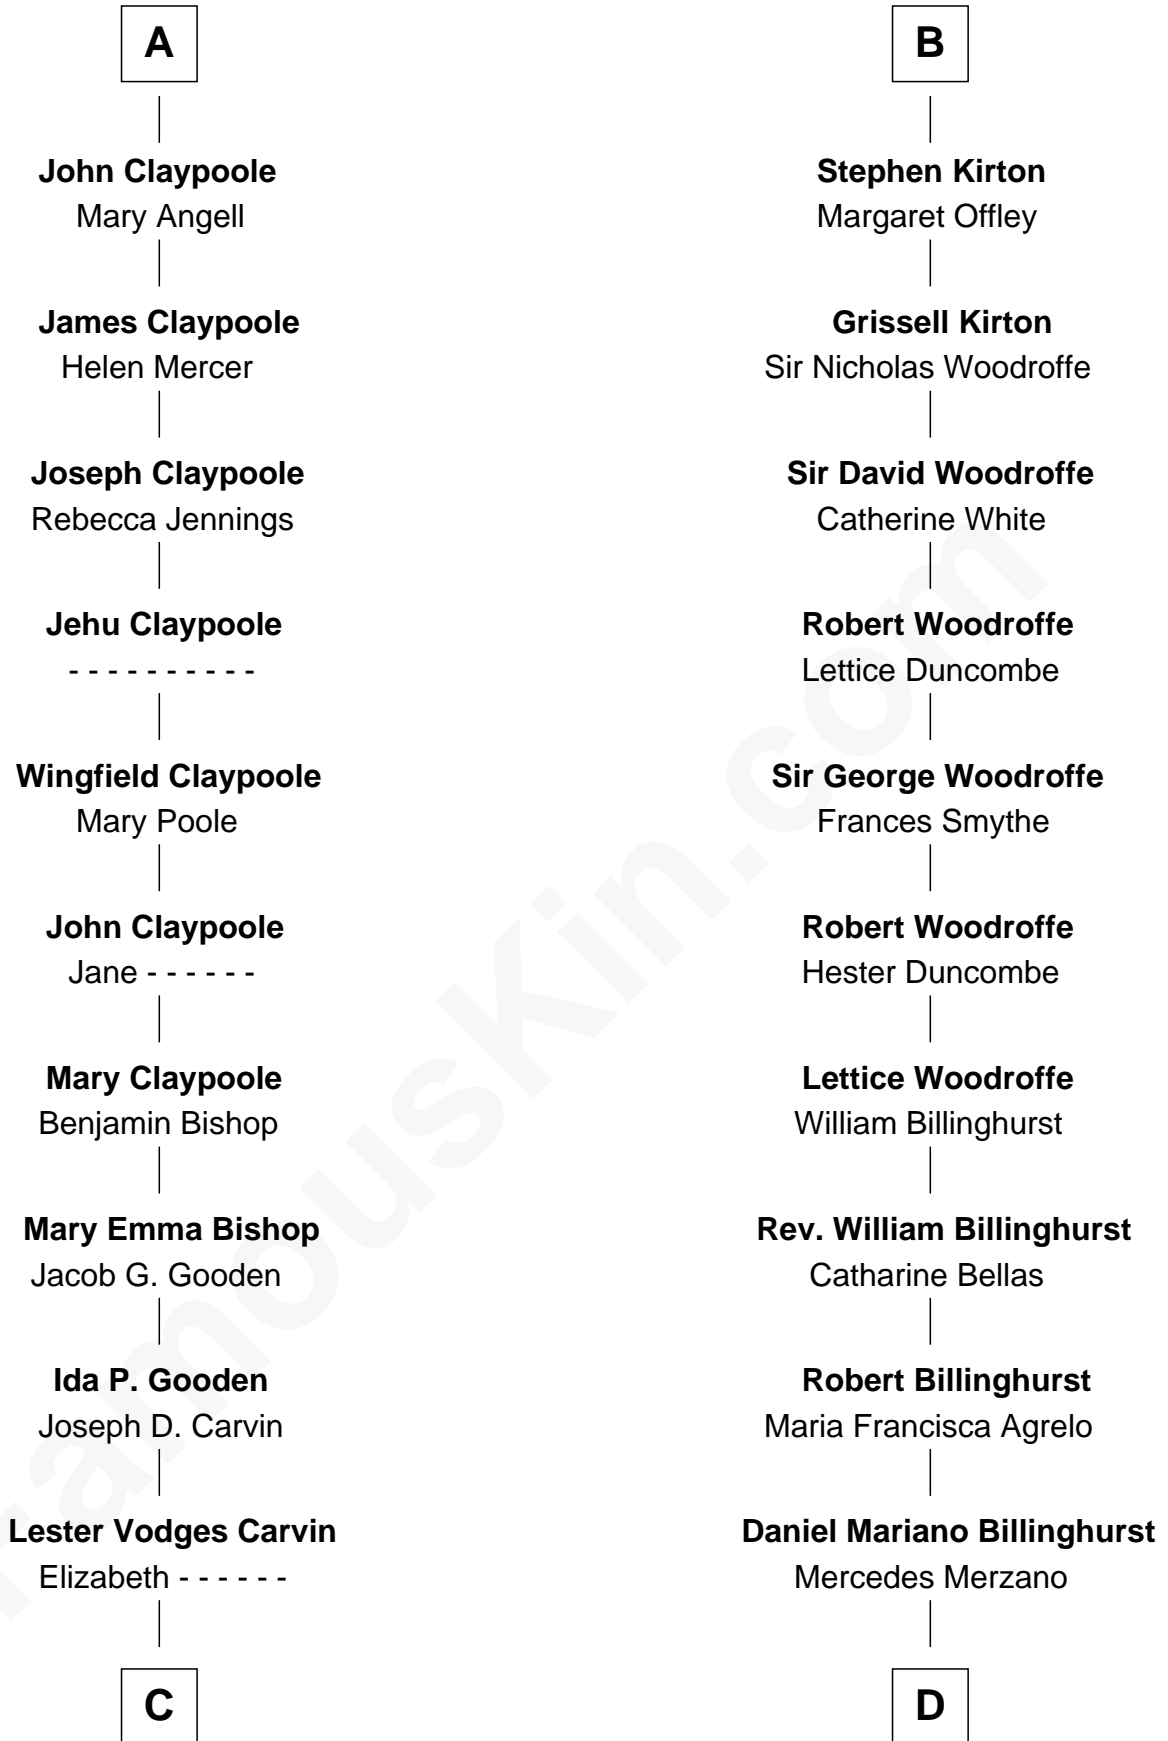 A
John Claypoole
Mary Angell
James Claypoole
Helen Mercer
Joseph Claypoole
Rebecca Jennings
Jehu Claypoole
- - - - - - - - - -
Wingfield Claypoole
Mary Poole
John Claypoole
Jane - - - - - -
Mary Claypoole
Benjamin Bishop
Mary Emma Bishop
Jacob G. Gooden
Ida P. Gooden
Joseph D. Carvin
Lester Vodges Carvin
Elizabeth - - - - - -
C
B
Stephen Kirton
Margaret Offley
Grissell Kirton
Sir Nicholas Woodroffe
Sir David Woodroffe
Catherine White
Robert Woodroffe
Lettice Duncombe
Sir George Woodroffe
Frances Smythe
Robert Woodroffe
Hester Duncombe
Lettice Woodroffe
William Billinghurst
Rev. William Billinghurst
Catharine Bellas
Robert Billinghurst
Maria Francisca Agrelo
Daniel Mariano Billinghurst
Mercedes Merzano
D
FamousKin.com